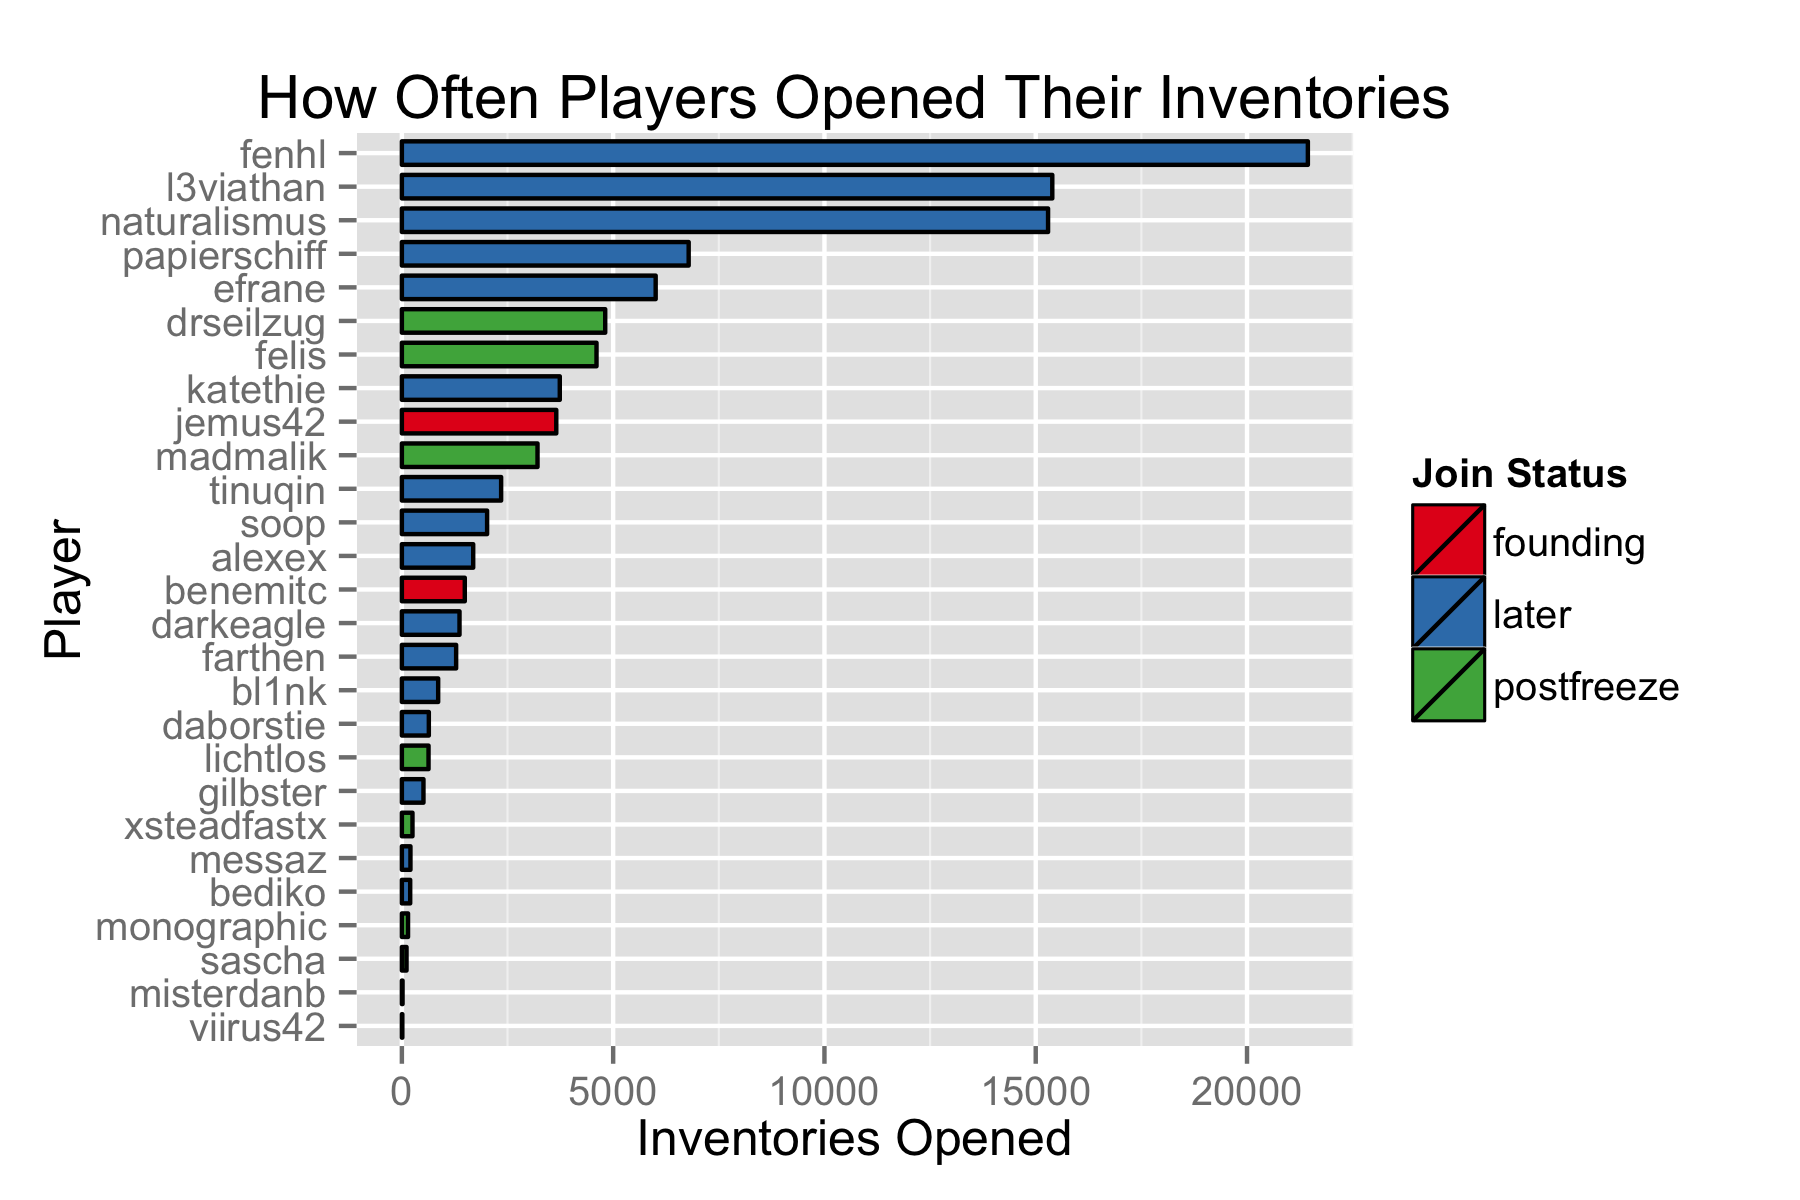 How Often Players Opened Their Inventories
fenhl
l3viathan
naturalismus
papierschiff
efrane
drseilzug
felis
katethie
jemus42
madmalik
tinuqin
soop
alexex
benemitc
darkeagle
farthen
bl1nk
daborstie
lichtlos
gilbster
xsteadfastx
messaz
bediko
monographic
sascha
misterdanb
viirus42
Player
0 5000 10000 15000 20000
Inventories Opened
Join Status
founding
later
postfreeze